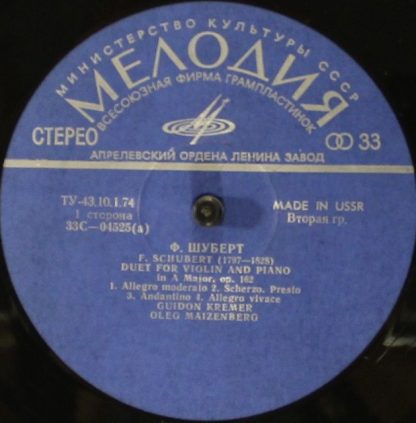 МИНИСТЕРСТВО КУЛЬТУРЫ СССР
МЕЛОДИЯ
ВСЕСОЮЗНАЯ ФИРМА ГРАМПЛАСТИНОК
СТЕРЕО
33
АПРЕЛЕВСКИЙ ОРДЕНА ЛЕНИНА ЗАВОД
ТУ-43.10.1.74
1 сторона
33С—04525(а)
MADE IN USSR
Вторая гр.
Ф. ШУБЕРТ
F. SCHUBERT (1797—1828)
DUET FOR VIOLIN AND PIANO
in A Major, op. 162
1. Allegro moderato 2. Scherzo. Presto
3. Andantino 4. Allegro vivace
GUIDON KREMER
OLEG MAIZENBERG